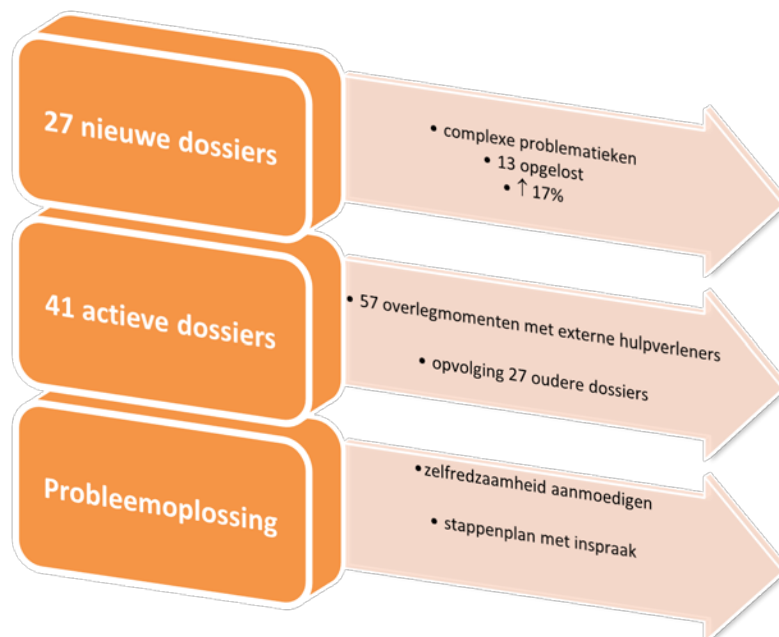 27 nieuwe dossiers
• complexe problematieken
• 13 opgelost
• ↑ 17%
41 actieve dossiers
• 57 overlegmomenten met externe hulpverleners
• opvolging 27 oudere dossiers
Probleemoplossing
• zelfredzaamheid aanmoedigen
• stappenplan met inspraak